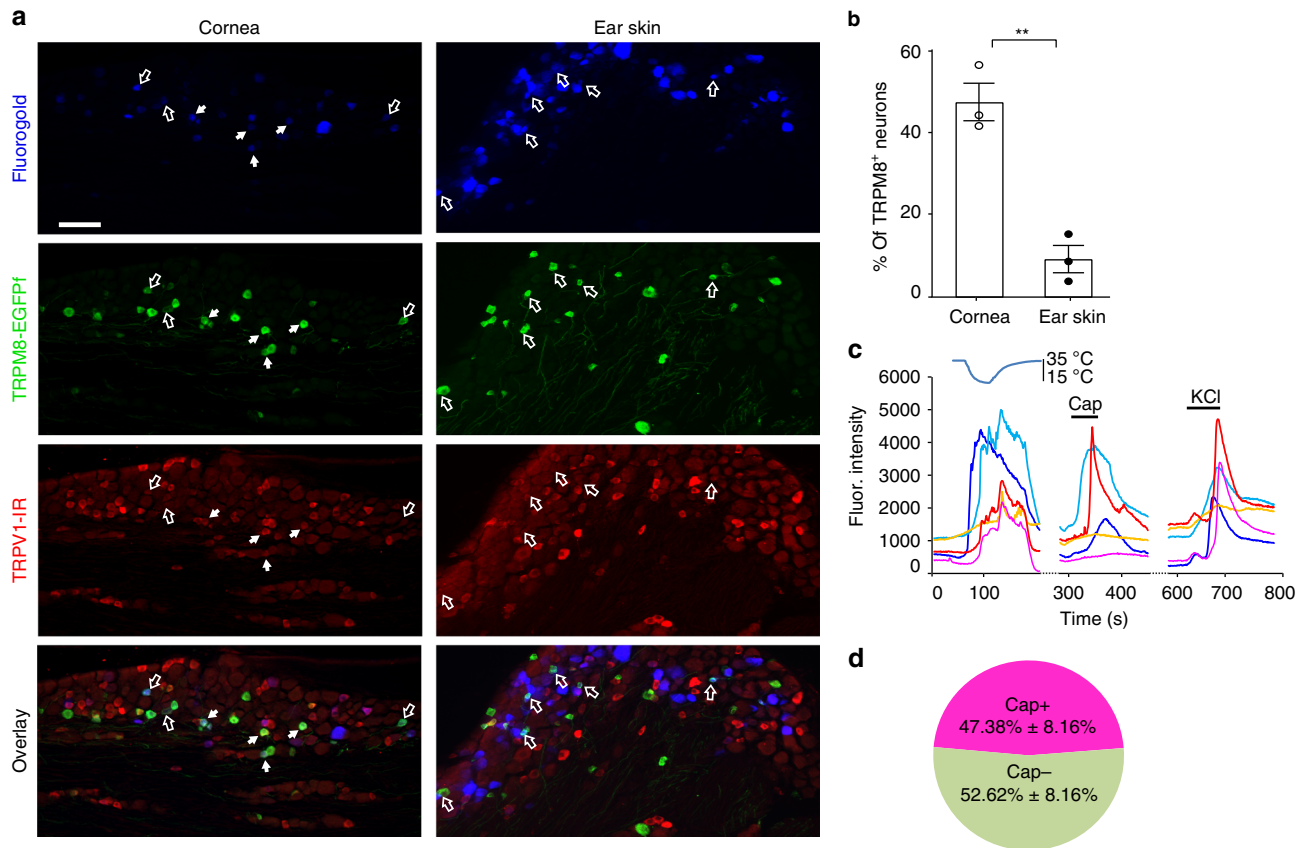 a
Cornea
Ear skin
Fluorogold
TRPM8-EGFPf
TRPV1-IR
Overlay
b
**
% Of TRPM8+ neurons
60
40
20
0
Cornea
Ear skin
c
35 °C
15 °C
Cap
KCl
Fluor. intensity
6000
5000
4000
3000
2000
1000
0
0
100
300
400
600
700
800
Time (s)
d
Cap+
47.38% ± 8.16%
Cap–
52.62% ± 8.16%